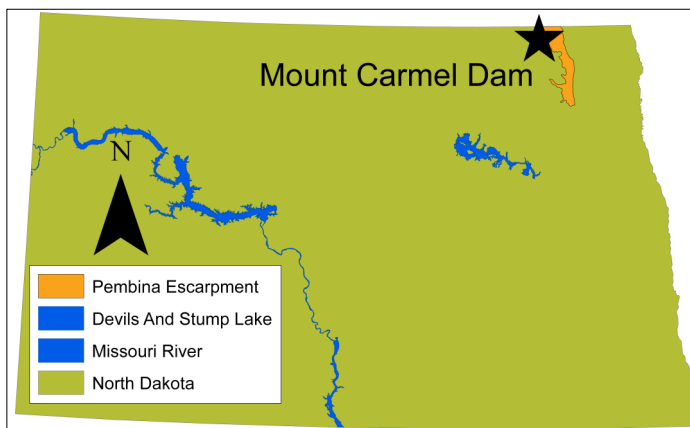 Mount Carmel Dam
N
Pembina Escarpment
Devils And Stump Lake
Missouri River
North Dakota